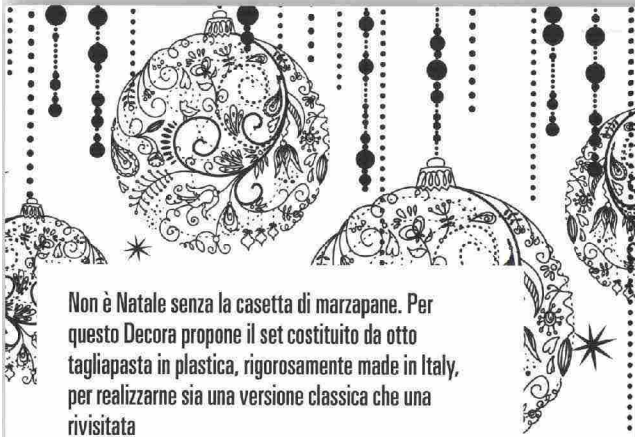 Non è Natale senza la casetta di marzapane. Per
questo Decora propone il set costituito da otto
tagliapasta in plastica, rigorosamente made in Italy,
per realizzarne sia una versione classica che una
rivisitata